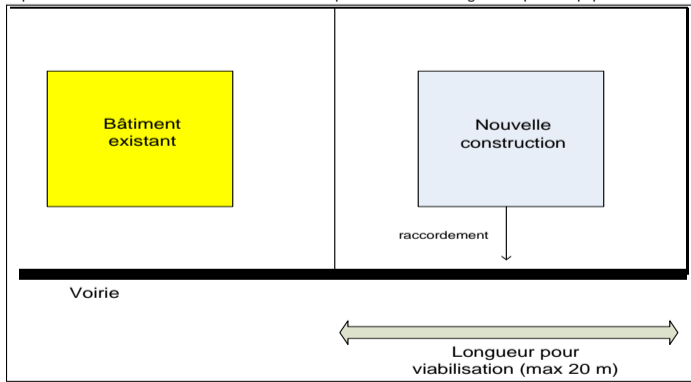 Bâtiment
existant
Nouvelle
construction
raccordement
Voirie
Longueur pour
viabilisation (max 20 m)